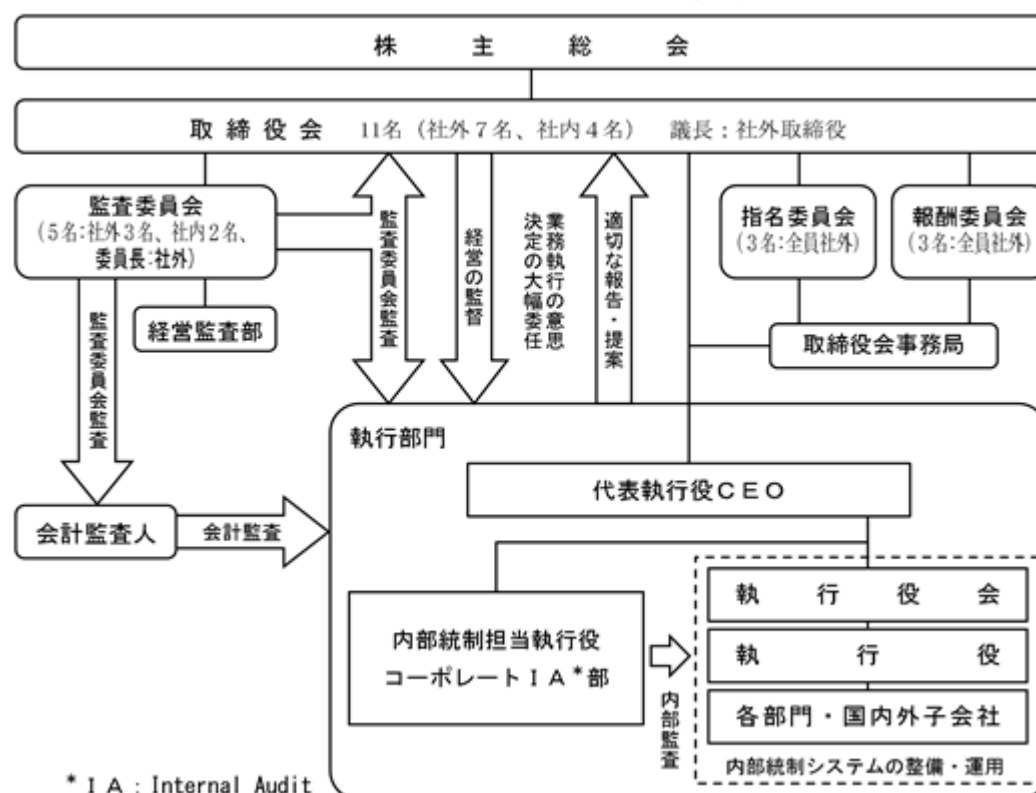 株主総会
取締役会 11名（社外7名、社内4名） 議長：社外取締役
監査委員会
（5名：社外3名、社内2名、
委員長：社外）
経営監査部
監査委員会監査
監査委員会監査
経営の監督
業務執行の意思
決定の大幅委任
適切な報告・提案
指名委員会
（3名：全員社外）
報酬委員会
（3名：全員社外）
取締役会事務局
執行部門
代表執行役CEO
会計監査人
会計監査
内部統制担当執行役
コーポレートIA*部
内部監査
執行役会
執行役
各部門・国内外子会社
内部統制システムの整備・運用
*IA：Internal Audit